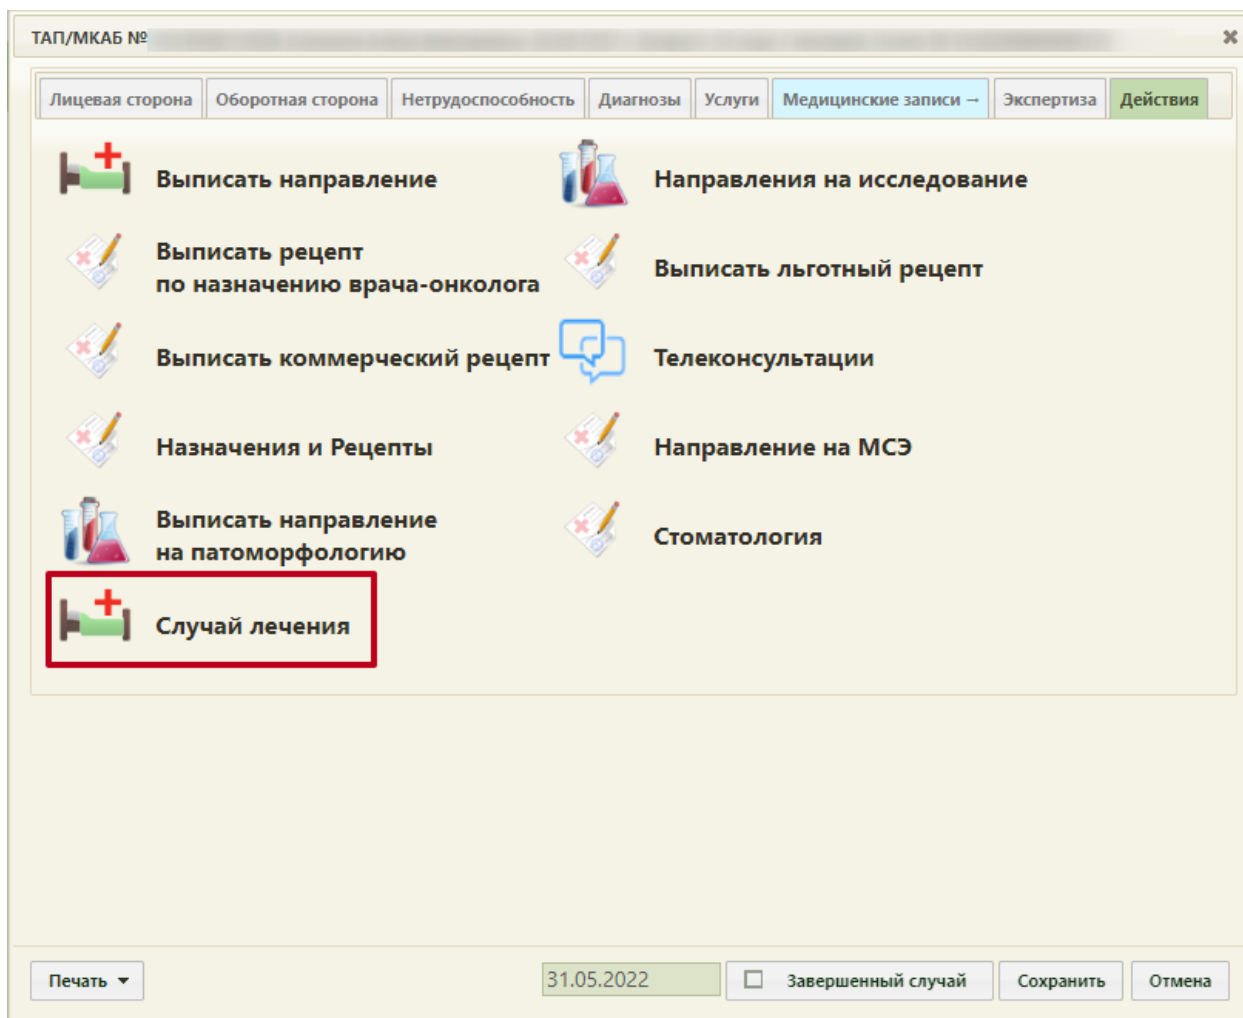 ТАП/МКАБ №
Лицевая сторона Оборотная сторона Нетрудоспособность Диагнозы Услуги Медицинские записи → Экспертиза Действия
Выписать направление
Направления на исследование
Выписать рецепт
по назначению врача-онколога
Выписать льготный рецепт
Выписать коммерческий рецепт
Телеконсультации
Назначения и Рецепты
Направление на МСЭ
Выписать направление
на патоморфологию
Стоматология
Случай лечения
Печать 31.05.2022 Завершенный случай Сохранить Отмена